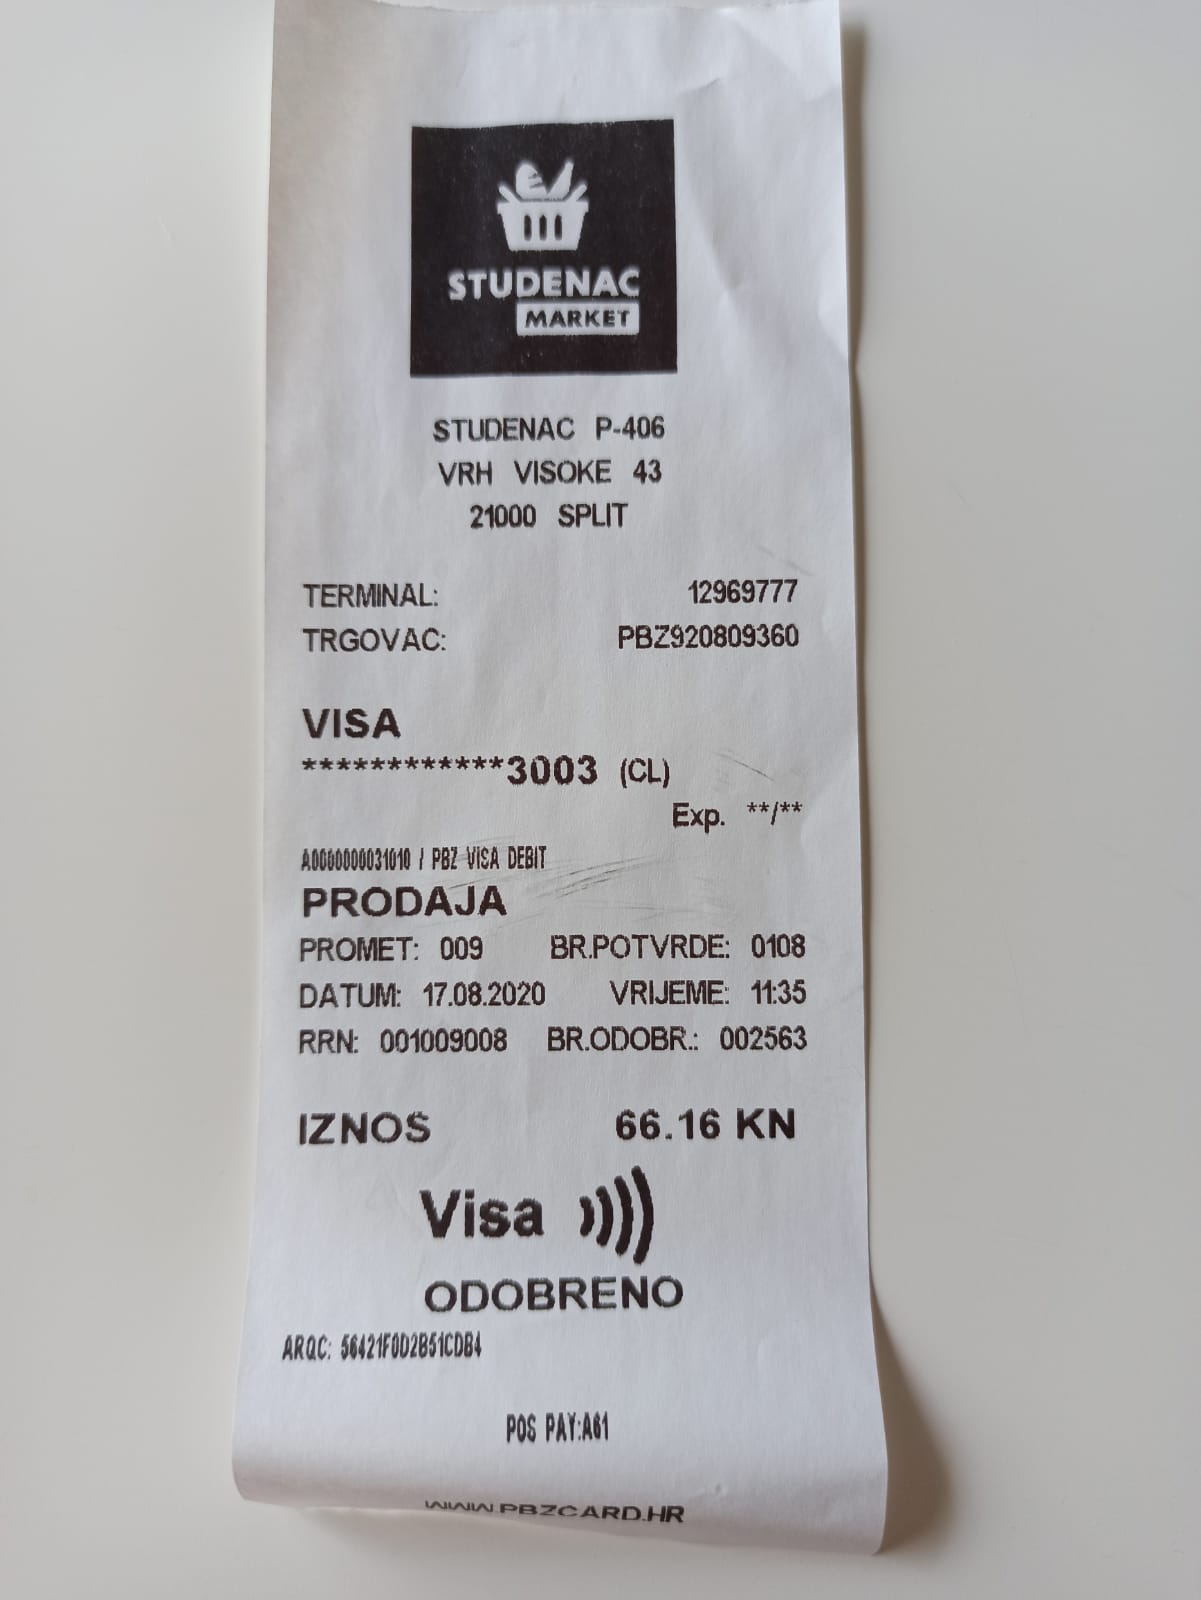 STUDENAC
MARKET
STUDENAC P-406
VRH VISOKE 43
21000 SPLIT
TERMINAL: 12969777
TRGOVAC: PBZ920809360
VISA
************3003 (CL)
Exp. **/**
A0000000031010 / PBZ VISA DEBIT
PRODAJA
PROMET: 009 BR.POTVRDE: 0108
DATUM: 17.08.2020 VRIJEME: 11:35
RRN: 001009008 BR.ODOBR.: 002563
IZNOS 66.16 KN
Visa
ODOBRENO
ARQC: 56421F0D2B51CDB4
POS PAY:A61
WWW.PBZCARD.HR